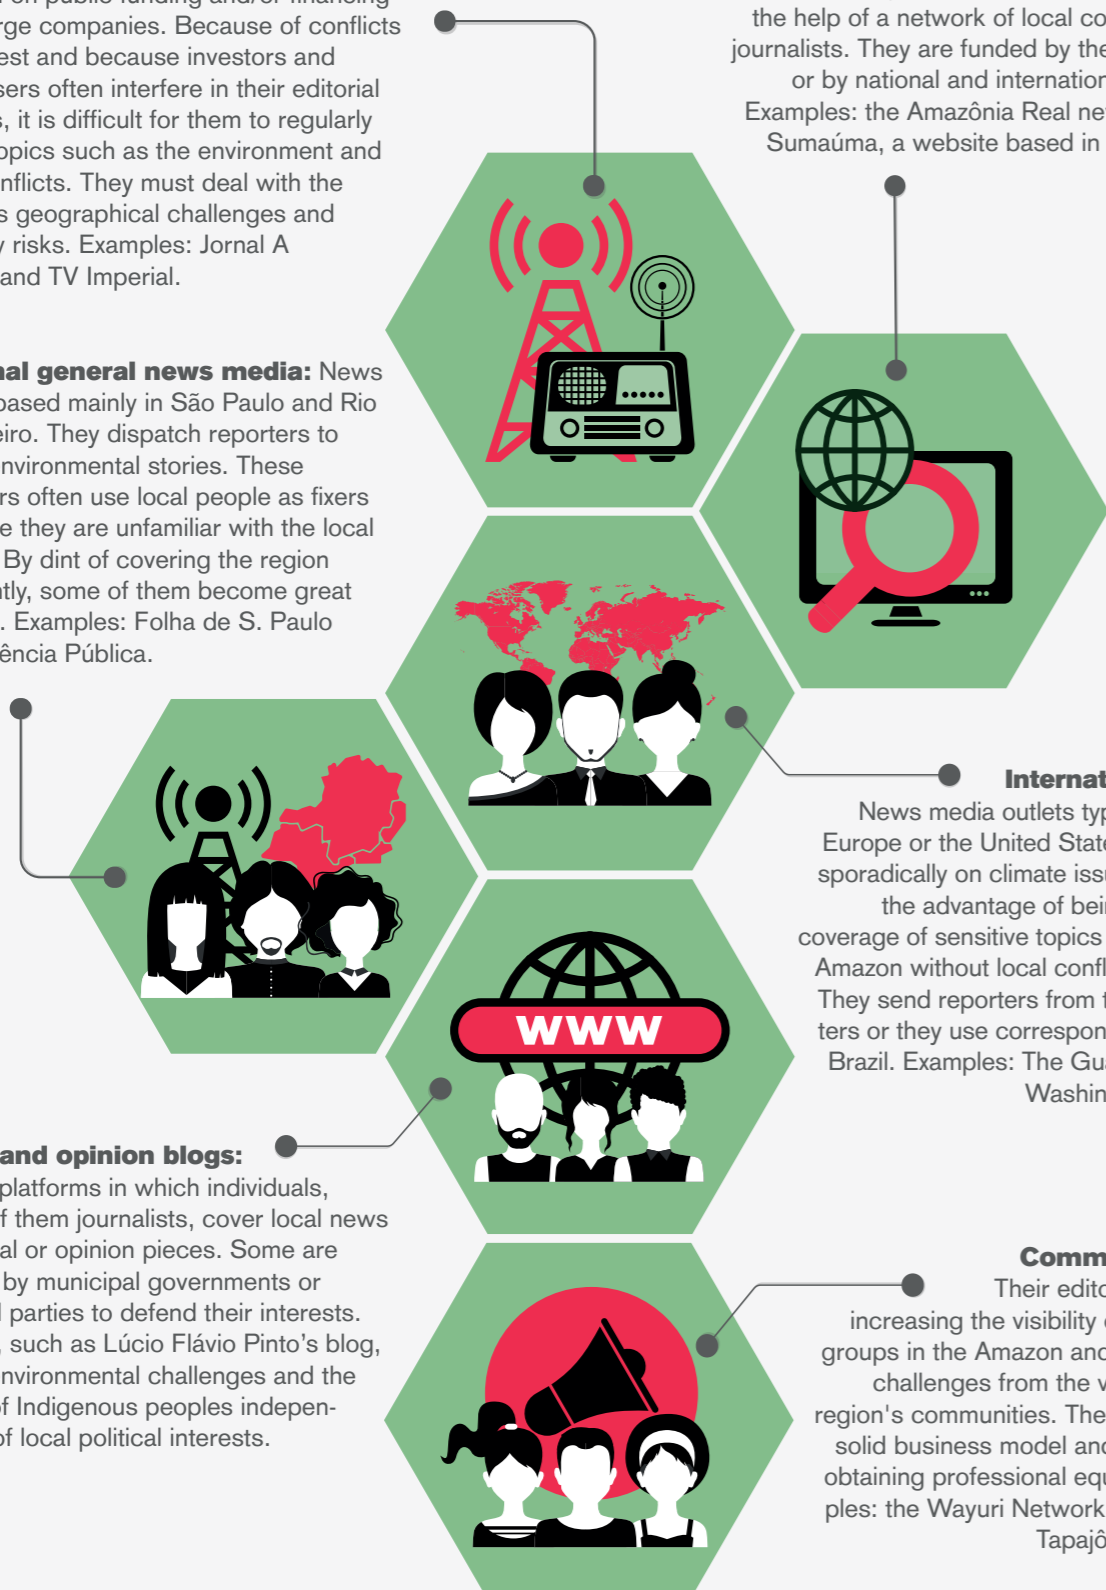 on public funding and/or financing
rge companies. Because of conflicts
est and because investors and
sers often interfere in their editorial
s, it is difficult for them to regularly
opics such as the environment and
nflicts. They must deal with the
s geographical challenges and
y risks. Examples: Jornal A
and TV Imperial.
the help of a network of local co
journalists. They are funded by the
or by national and internation
Examples: the Amazônia Real ne
Sumaúma, a website based in
nal general news media: News
based mainly in São Paulo and Rio
eiro. They dispatch reporters to
nvironmental stories. These
rs often use local people as fixers
e they are unfamiliar with the local
By dint of covering the region
ntly, some of them become great
. Examples: Folha de S. Paulo
ência Pública.
Internat
News media outlets typ
Europe or the United State
sporadically on climate issu
the advantage of bein
coverage of sensitive topics
Amazon without local confl
They send reporters from t
ters or they use correspon
Brazil. Examples: The Gua
Washin
www
and opinion blogs:
platforms in which individuals,
f them journalists, cover local news
al or opinion pieces. Some are
by municipal governments or
l parties to defend their interests.
, such as Lúcio Flávio Pinto's blog,
nvironmental challenges and the
of Indigenous peoples indepen-
of local political interests.
Comm
Their edito
increasing the visibility
groups in the Amazon and
challenges from the v
region's communities. The
solid business model and
obtaining professional equ
ples: the Wayuri Network
Tapajô